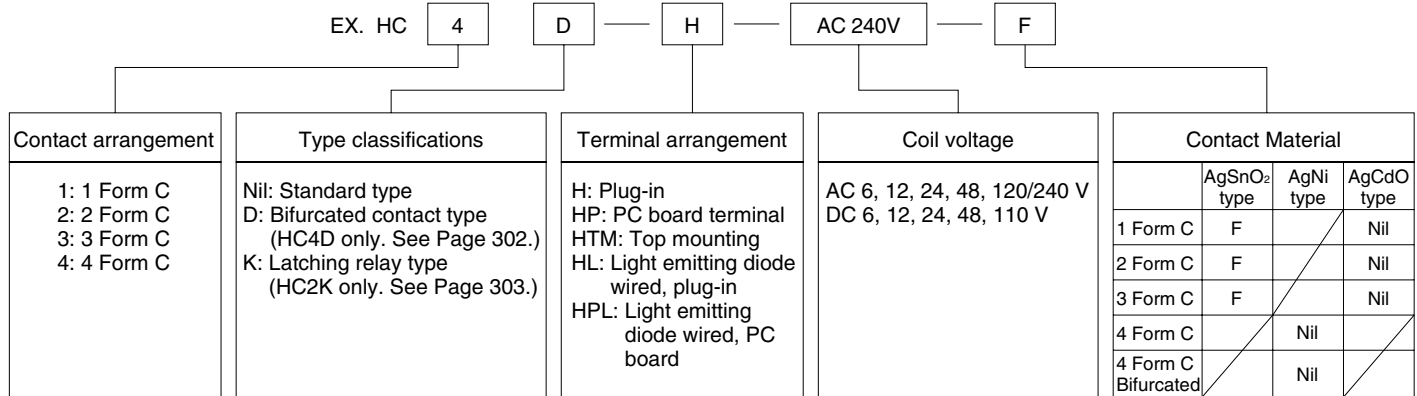 EX. HC 4 D H AC 240V F
Contact arrangement
1: 1 Form C
2: 2 Form C
3: 3 Form C
4: 4 Form C
Type classifications
Nil: Standard type
D: Bifurcated contact type
(HC4D only. See Page 302.)
K: Latching relay type
(HC2K only. See Page 303.)
Terminal arrangement
H: Plug-in
HP: PC board terminal
HTM: Top mounting
HL: Light emitting diode
wired, plug-in
HPL: Light emitting
diode wired, PC
board
Coil voltage
AC 6, 12, 24, 48, 120/240 V
DC 6, 12, 24, 48, 110 V
Contact Material
AgSnO₂ type AgNi type AgCdO type
1 Form C F Nil
2 Form C F Nil
3 Form C F Nil
4 Form C Nil
4 Form C Bifurcated Nil